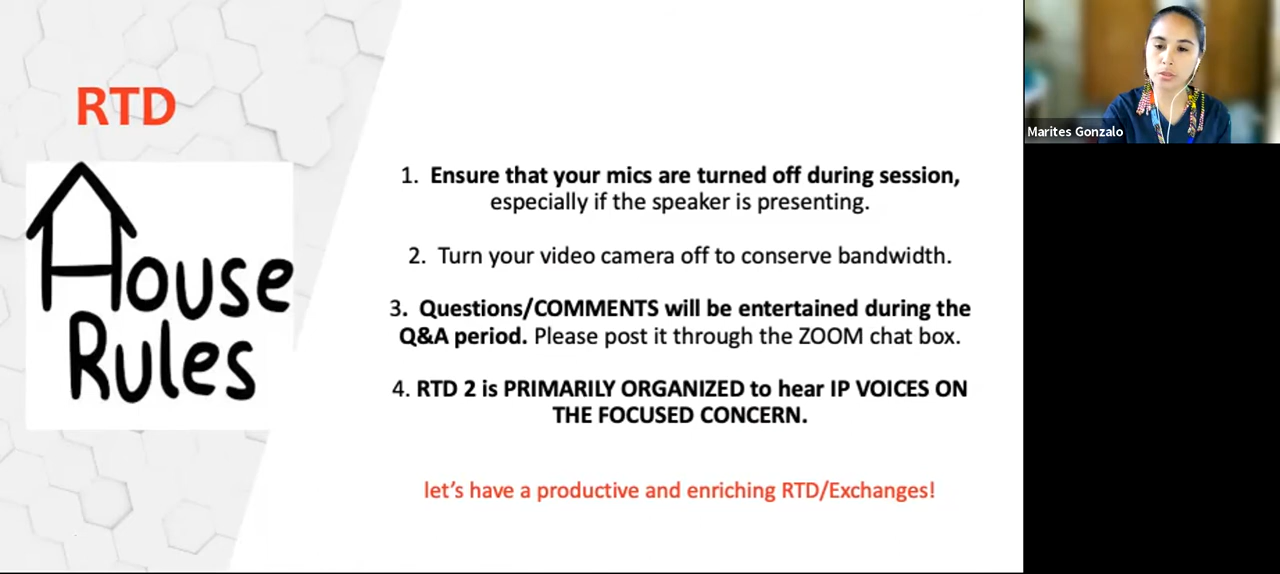 RTD
House
Rules
1. Ensure that your mics are turned off during session,
especially if the speaker is presenting.
2. Turn your video camera off to conserve bandwidth.
3. Questions/COMMENTS will be entertained during the
Q&A period. Please post it through the ZOOM chat box.
4. RTD 2 is PRIMARILY ORGANIZED to hear IP VOICES ON
THE FOCUSED CONCERN.
let’s have a productive and enriching RTD/Exchanges!
Marites Gonzalo